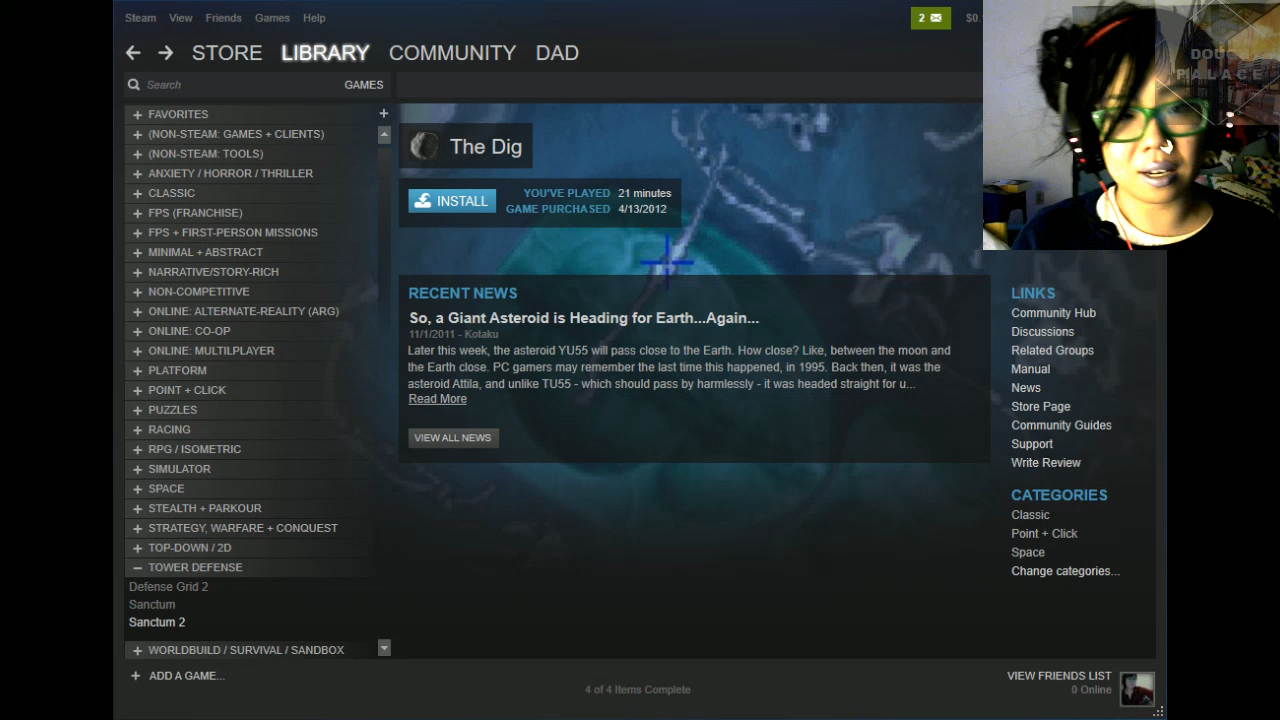 Steam View Friends Games Help
2
$0.
STORE LIBRARY COMMUNITY DAD
Search GAMES
FAVORITES
(NON-STEAM: GAMES + CLIENTS)
(NON-STEAM: TOOLS)
ANXIETY / HORROR / THRILLER
CLASSIC
FPS (FRANCHISE)
FPS + FIRST-PERSON MISSIONS
MINIMAL + ABSTRACT
NARRATIVE/STORY-RICH
NON-COMPETITIVE
ONLINE: ALTERNATE-REALITY (ARG)
ONLINE: CO-OP
ONLINE: MULTILPLAYER
PLATFORM
POINT + CLICK
PUZZLES
RACING
RPG / ISOMETRIC
SIMULATOR
SPACE
STEALTH + PARKOUR
STRATEGY, WARFARE + CONQUEST
TOP-DOWN / 2D
TOWER DEFENSE
Defense Grid 2
Sanctum
Sanctum 2
WORLDBUILD / SURVIVAL / SANDBOX
ADD A GAME...
The Dig
INSTALL
YOU'VE PLAYED 21 minutes
GAME PURCHASED 4/13/2012
RECENT NEWS
So, a Giant Asteroid is Heading for Earth...Again...
11/1/2011 - Kotaku
Later this week, the asteroid YU55 will pass close to the Earth. How close? Like, between the moon and
the Earth close. PC gamers may remember the last time this happened, in 1995. Back then, it was the
asteroid Attila, and unlike TU55 - which should pass by harmlessly - it was headed straight for u...
Read More
VIEW ALL NEWS
LINKS
Community Hub
Discussions
Related Groups
Manual
News
Store Page
Community Guides
Support
Write Review
CATEGORIES
Classic
Point + Click
Space
Change categories...
4 of 4 Items Complete
VIEW FRIENDS LIST
0 Online
PALACE